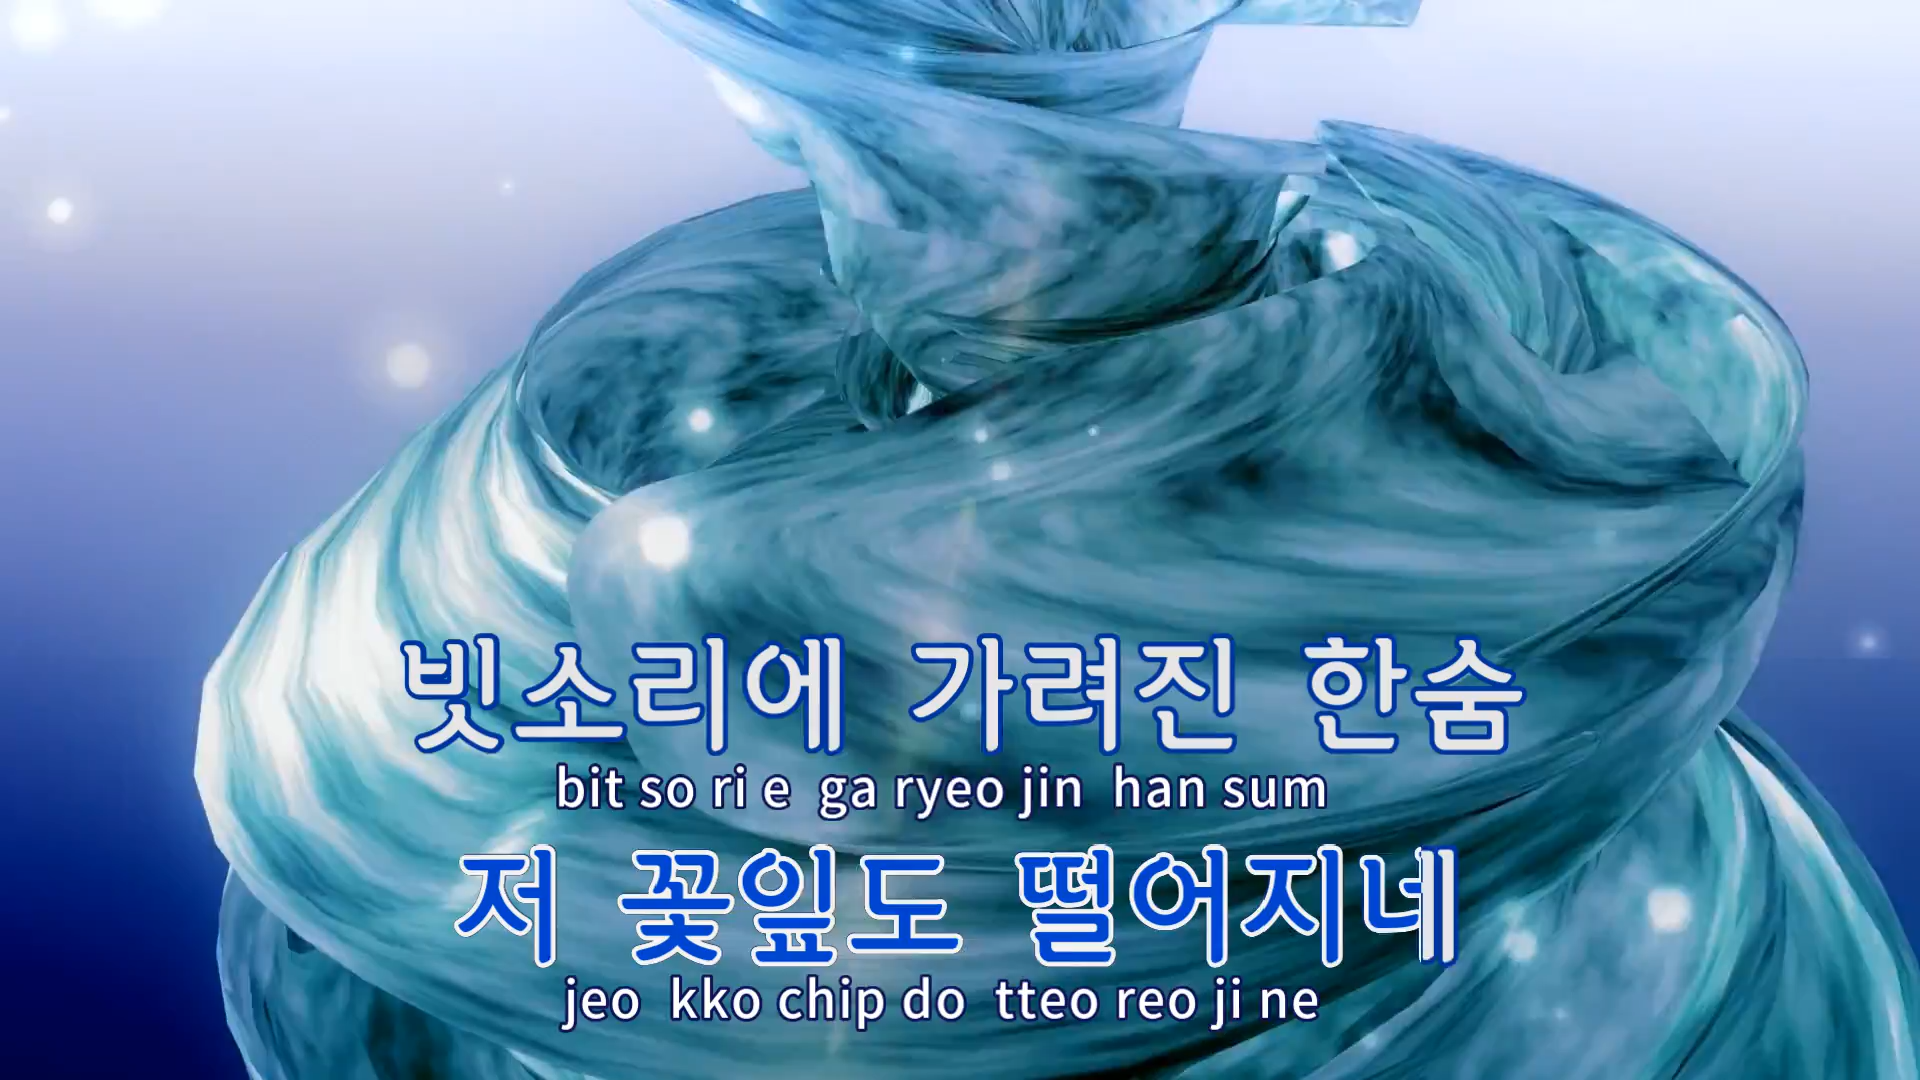 빗소리에 가려진 한숨
bit so ri e ga ryeo jin han sum
저 꽃잎도 떨어지네
jeo kko chip do tteo reo ji ne